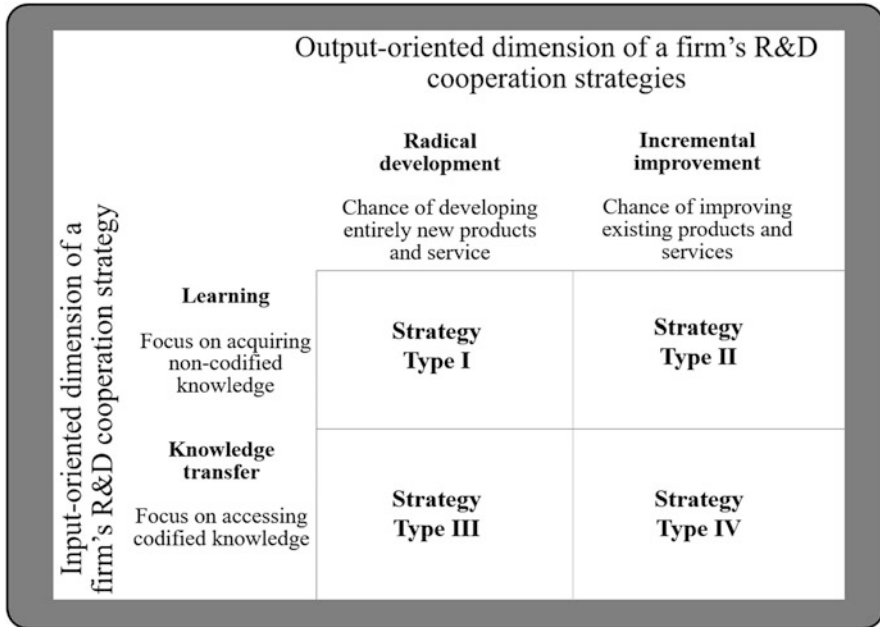 Output-oriented dimension of a firm's R&D
cooperation strategies
Radical
development
Chance of developing
entirely new products
and service
Incremental
improvement
Chance of improving
existing products and
services
Input-oriented dimension of a
firm's R&D cooperation strategy
Learning
Focus on acquiring
non-codified
knowledge
Strategy
Type I
Strategy
Type II
Knowledge
transfer
Focus on accessing
codified knowledge
Strategy
Type III
Strategy
Type IV